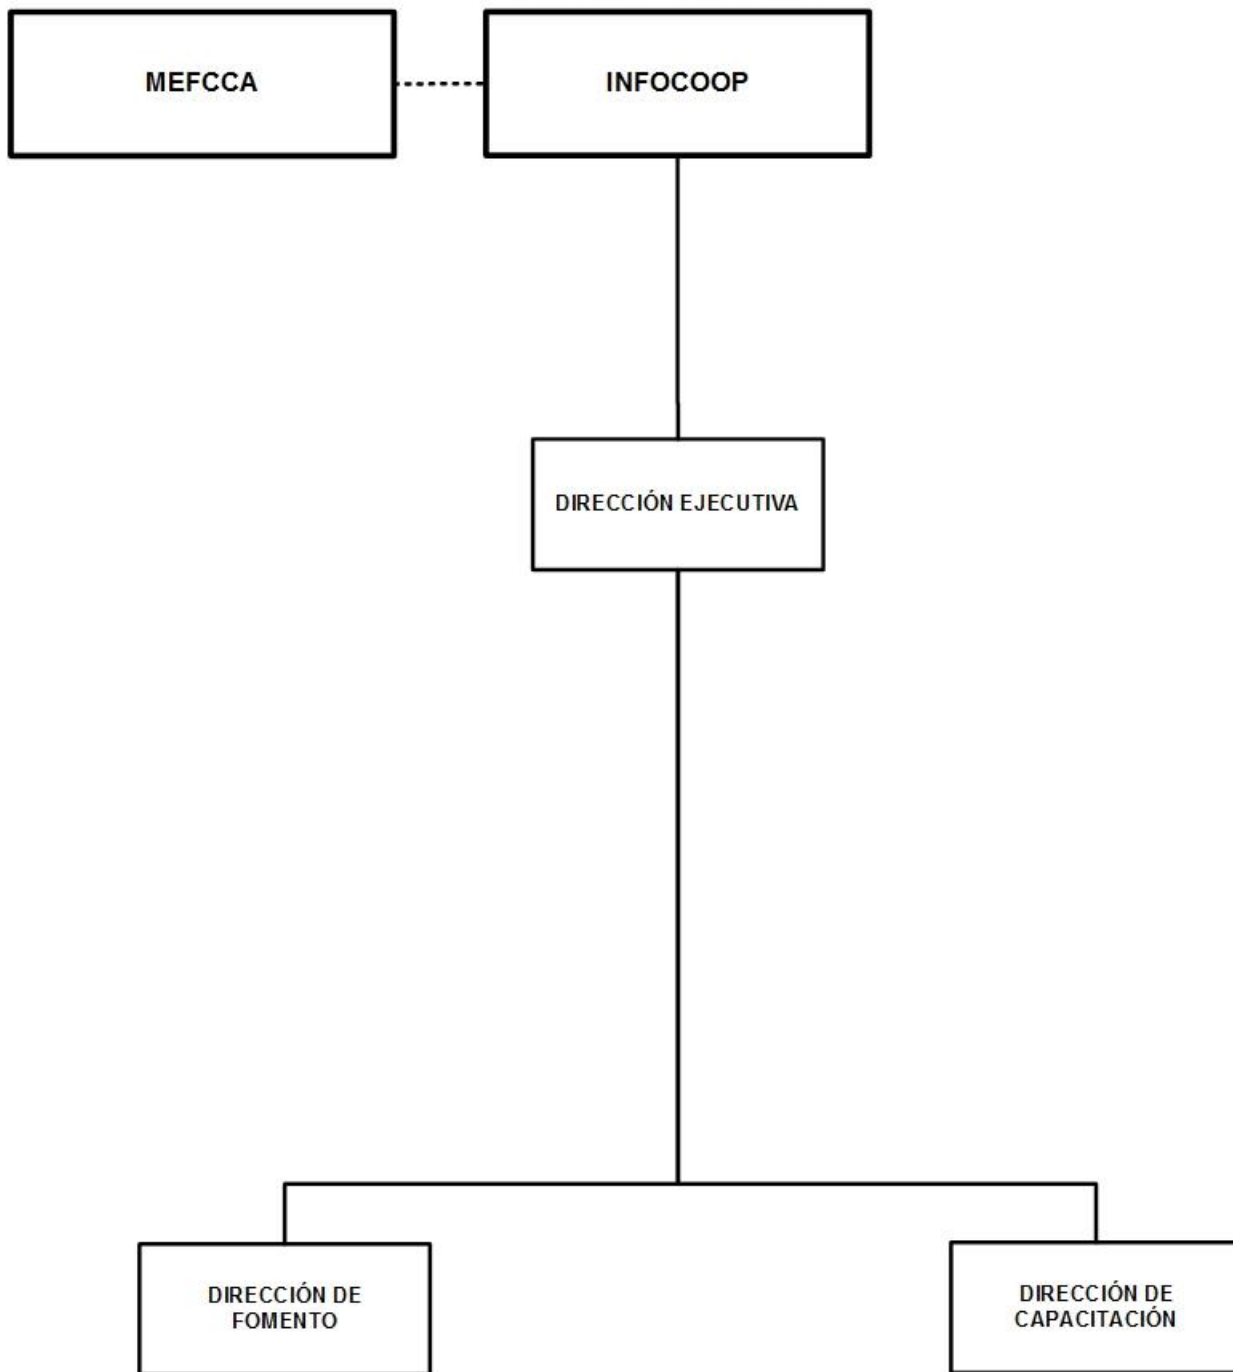 MEFCCA
INFOCOOP
DIRECCIÓN EJECUTIVA
DIRECCIÓN DE
FOMENTO
DIRECCIÓN DE
CAPACITACIÓN